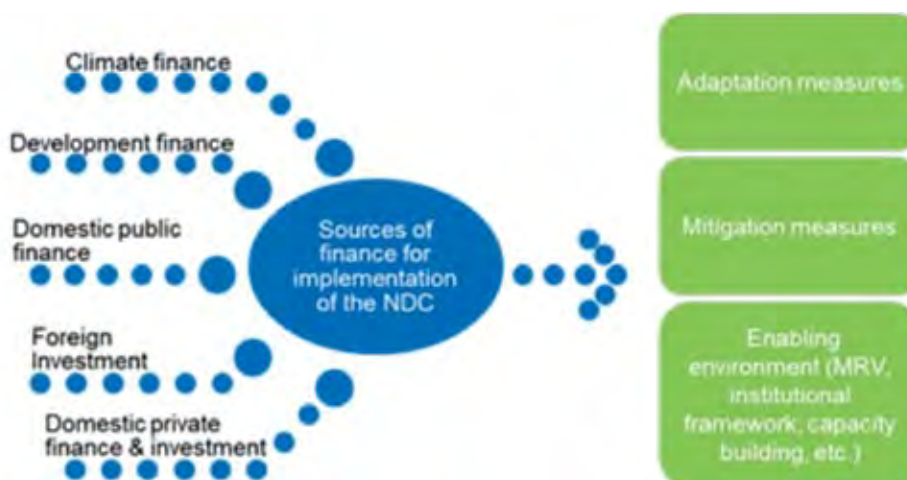 Climate finance
Development finance
Domestic public
finance
Foreign
Investment
Domestic private
finance & investment
Sources of
finance for
implementation
of the NDC
Adaptation measures
Mitigation measures
Enabling
environment (MRV,
institutional
framework, capacity
building, etc.)